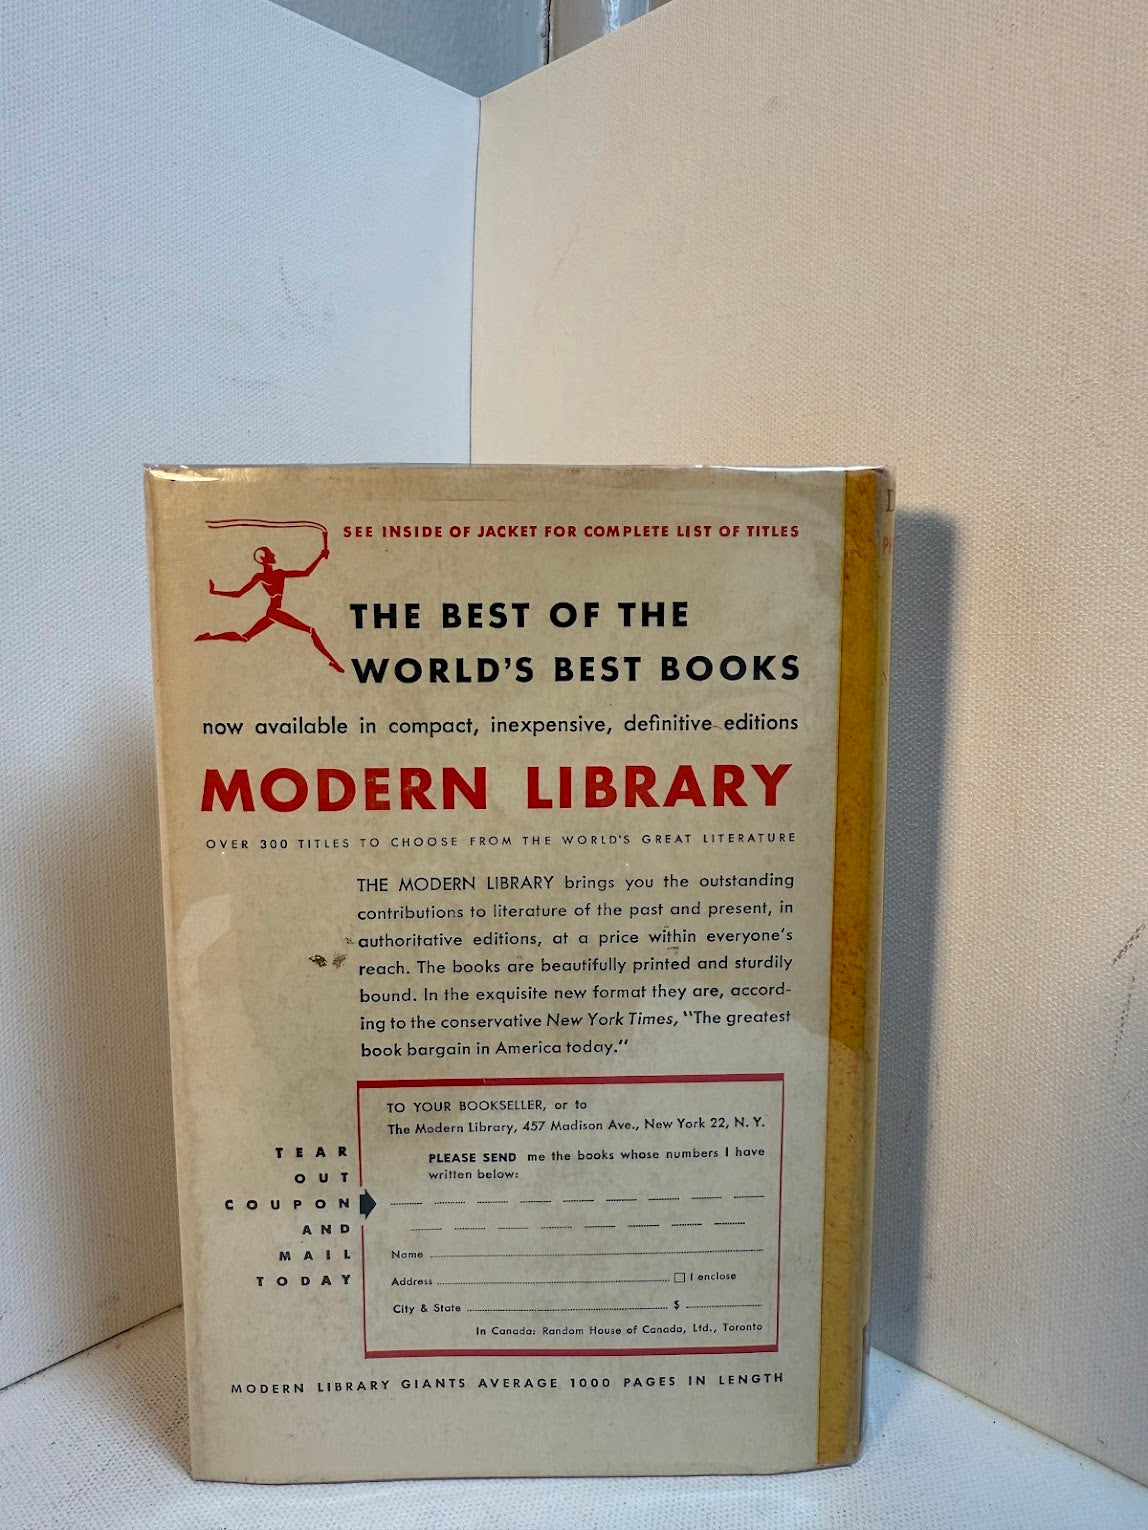 SEE INSIDE OF JACKET FOR COMPLETE LIST OF TITLES
THE BEST OF THE
WORLD'S BEST BOOKS
now available in compact, inexpensive, definitive editions
MODERN LIBRARY
OVER 300 TITLES TO CHOOSE FROM THE WORLD'S GREAT LITERATURE
THE MODERN LIBRARY brings you the outstanding
contributions to literature of the past and present, in
authoritative editions, at a price within everyone's
reach. The books are beautifully printed and sturdily
bound. In the exquisite new format they are, accord-
ing to the conservative New York Times, "The greatest
book bargain in America today."
TO YOUR BOOKSELLER, or to
The Modern Library, 457 Madison Ave., New York 22, N. Y.
PLEASE SEND me the books whose numbers I have
written below:
TEAR
OUT
COUPON
AND
MAIL
TODAY
Name
Address I enclose
City & State $
In Canada: Random House of Canada, Ltd., Toronto
MODERN LIBRARY GIANTS AVERAGE 1000 PAGES IN LENGTH